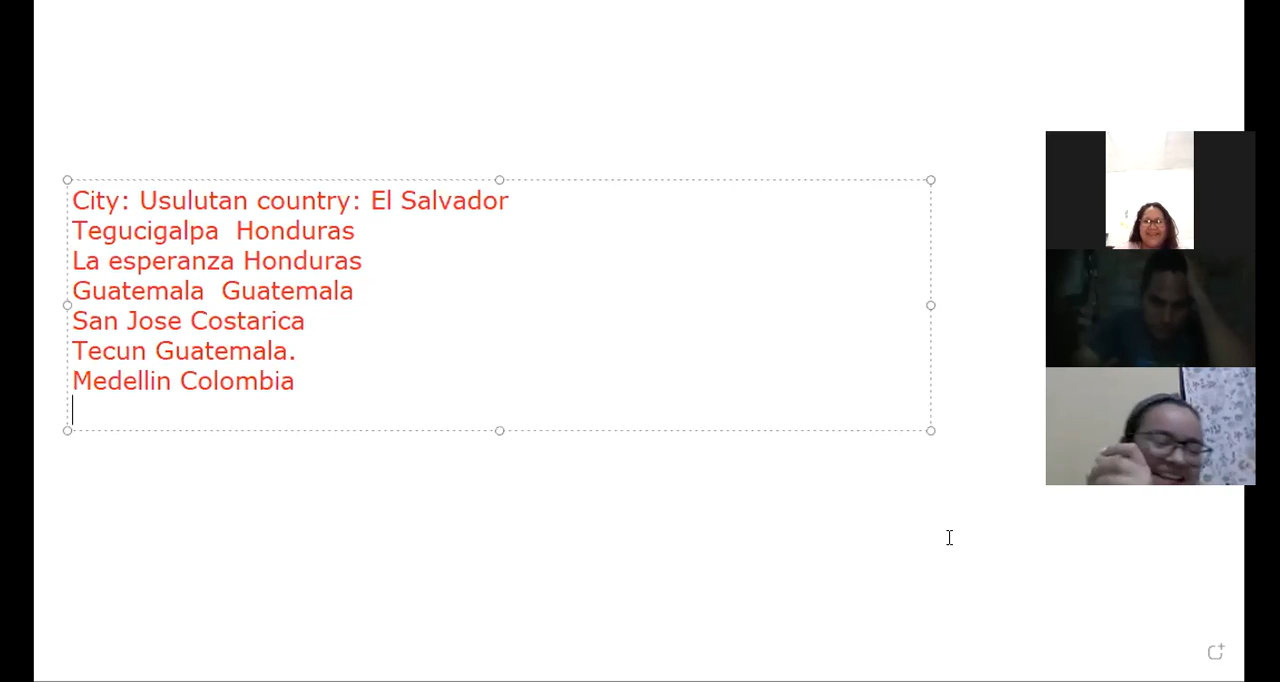 City: Usulutan country: El Salvador
Tegucigalpa  Honduras
La esperanza Honduras
Guatemala  Guatemala
San Jose Costarica
Tecun Guatemala.
Medellin Colombia